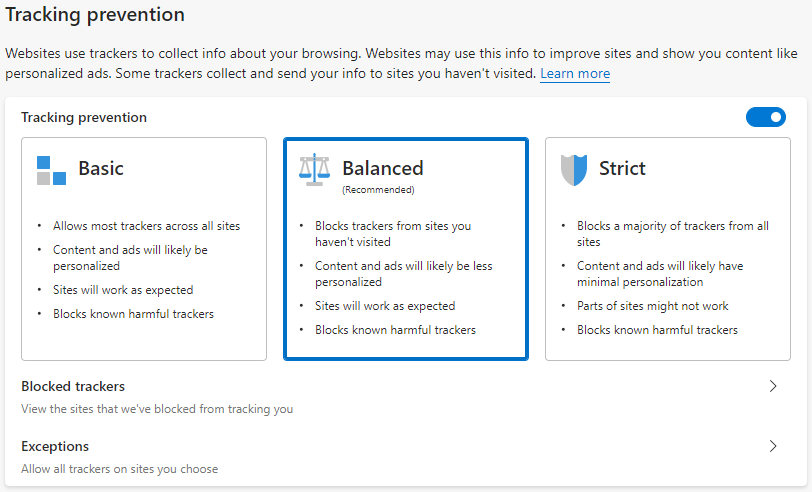 Tracking prevention
Websites use trackers to collect info about your browsing. Websites may use this info to improve sites and show you content like
personalized ads. Some trackers collect and send your info to sites you haven't visited. Learn more
Tracking prevention
Basic
Allows most trackers across all sites
Content and ads will likely be
personalized
Sites will work as expected
Blocks known harmful trackers
Balanced
(Recommended)
Blocks trackers from sites you
haven't visited
Content and ads will likely be less
personalized
Sites will work as expected
Blocks known harmful trackers
Strict
Blocks a majority of trackers from all
sites
Content and ads will likely have
minimal personalization
Parts of sites might not work
Blocks known harmful trackers
Blocked trackers
View the sites that we've blocked from tracking you
Exceptions
Allow all trackers on sites you choose